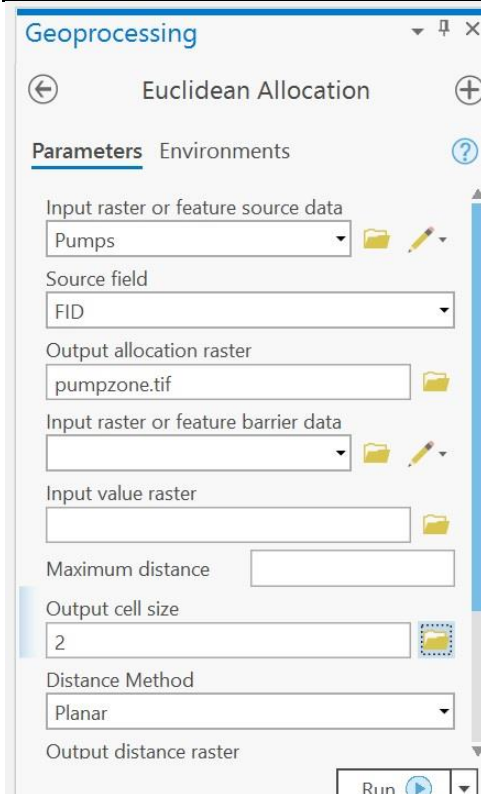 Geoprocessing
Euclidean Allocation
Parameters Environments
?
Input raster or feature source data
Pumps
Source field
FID
Output allocation raster
pumpzone.tif
Input raster or feature barrier data
Input value raster
Maximum distance
Output cell size
2
Distance Method
Planar
Output distance raster
Run